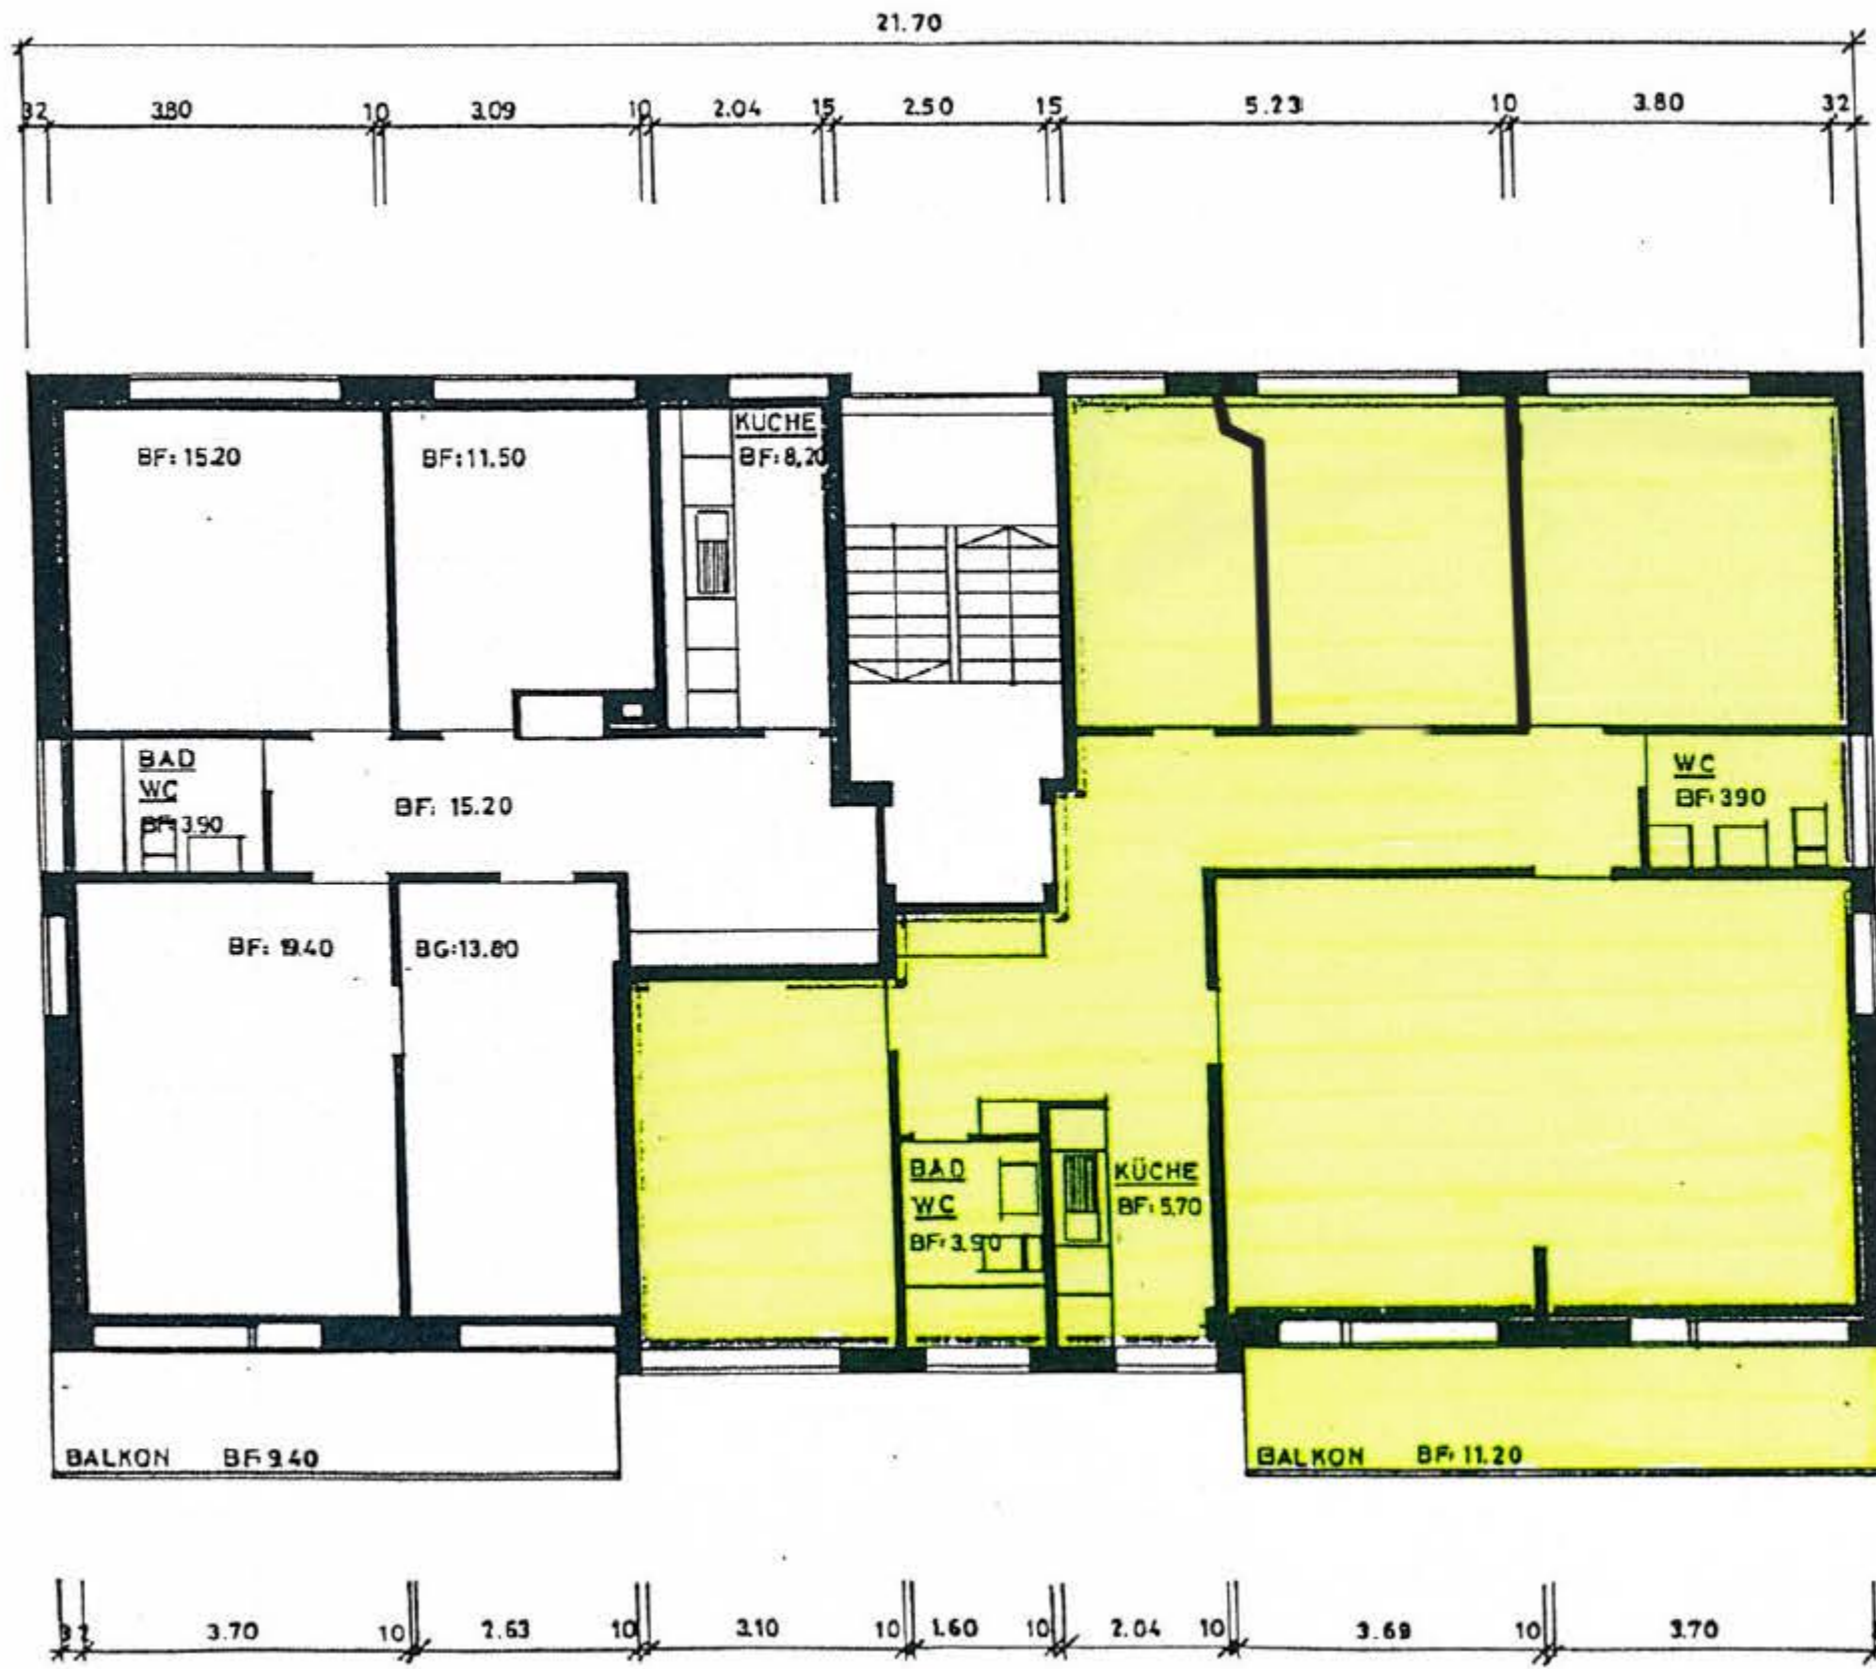 21.70
32 3.80 10 3.09 10 2.04 15 2.50 15 5.23 10 3.80 32
KUCHE
BF: 8,20
BF: 15.20
BF: 11.50
BAD
WC
BF: 3.90
BF: 15.20
WC
BF: 3.90
BF: 19.40
BG: 13.80
BAD
WC
BF: 3.90
KÜCHE
BF: 5.70
BALKON BF: 9.40
BALKON BF: 11.20
32 3.70 10 2.63 10 3.10 10 1.60 10 2.04 10 3.69 10 3.70